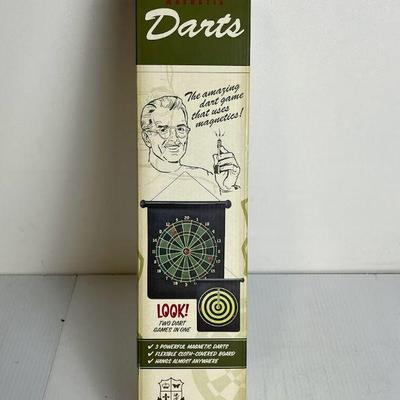 MAGNETIC
Darts
The amazing
dart game
that uses
magnetics!
LOOK!
TWO DART
GAMES IN ONE
✓ 3 POWERFUL MAGNETIC DARTS
✓ FLEXIBLE CLOTH-COVERED BOARD
✓ HANGS ALMOST ANYWHERE